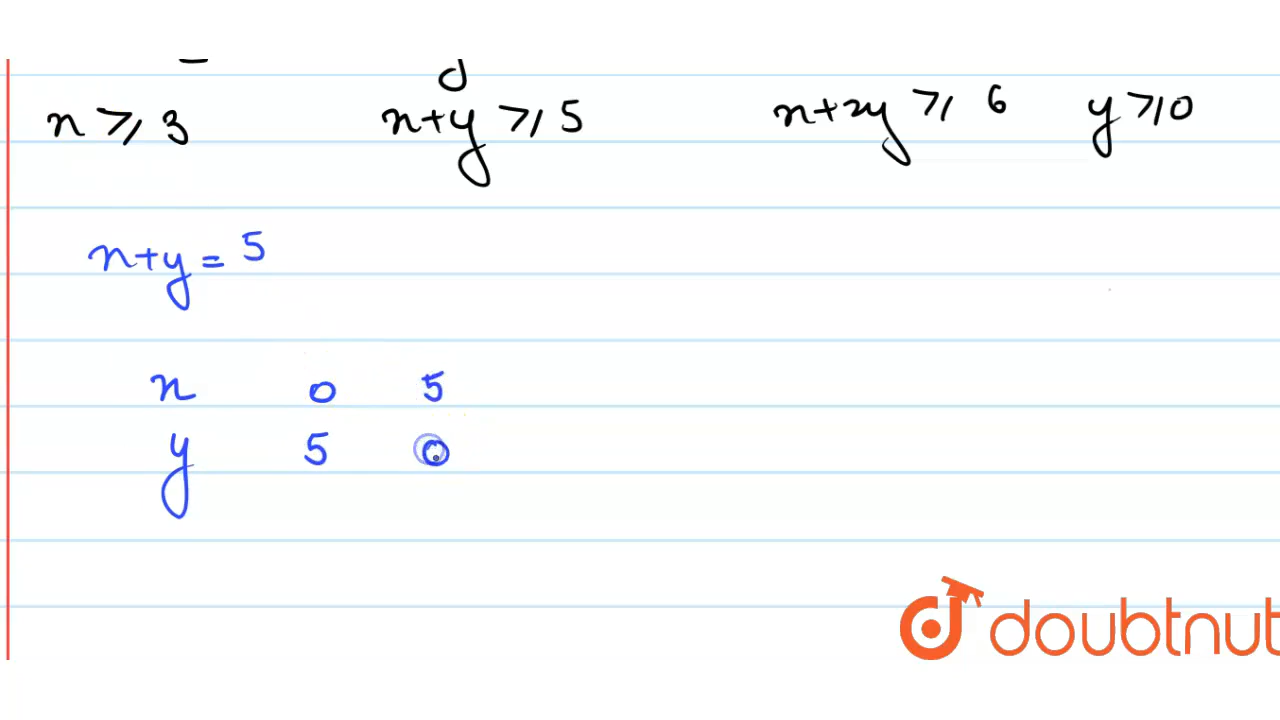 x ⩾ 3 x+y ⩾ 5 x+2y ⩾ 6 y ⩾ 0
x+y = 5
x 0 5
y 5 0
doubtnut